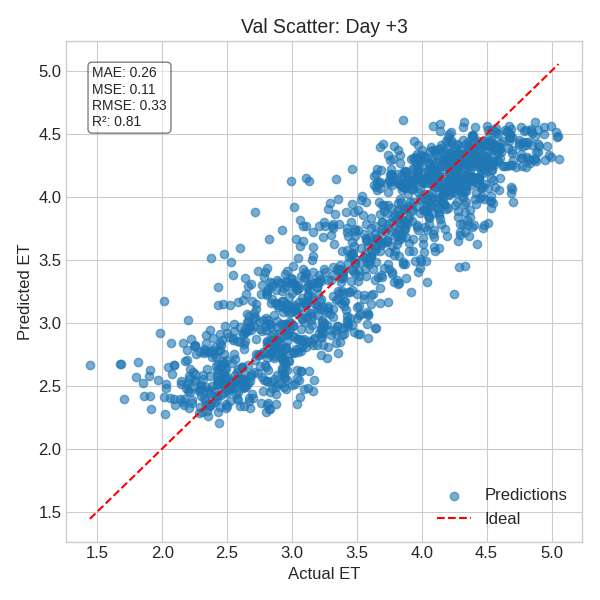 Val Scatter: Day +3
MAE: 0.26
MSE: 0.11
RMSE: 0.33
R²: 0.81
5.0
4.5
4.0
3.5
3.0
2.5
2.0
1.5
Predicted ET
Predictions
Ideal
1.5 2.0 2.5 3.0 3.5 4.0 4.5 5.0
Actual ET